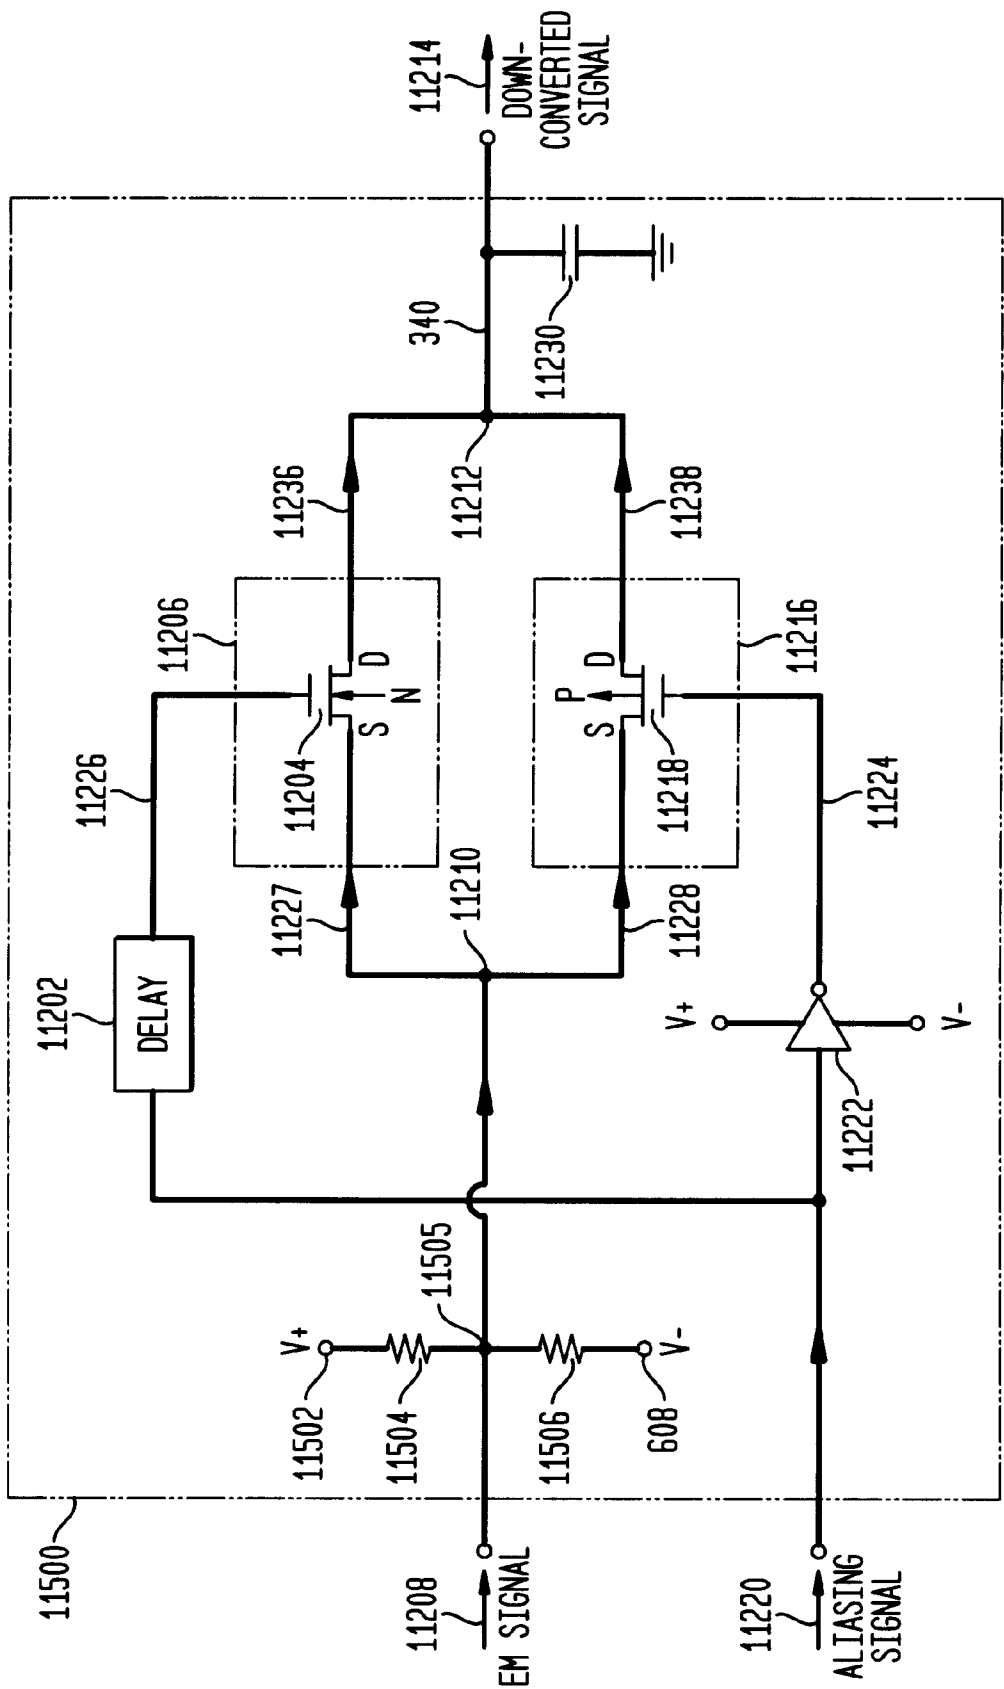 11500
11202
DELAY
11226
11206
11236
340
11214
DOWN-
CONVERTED
SIGNAL
11204
S
D
N
11227
11210
11212
11230
V+
11502
11504
11505
11506
608
V-
11208
EM SIGNAL
P
S
D
11218
11216
11228
11238
V+
V-
11222
11224
11220
ALIASING
SIGNAL